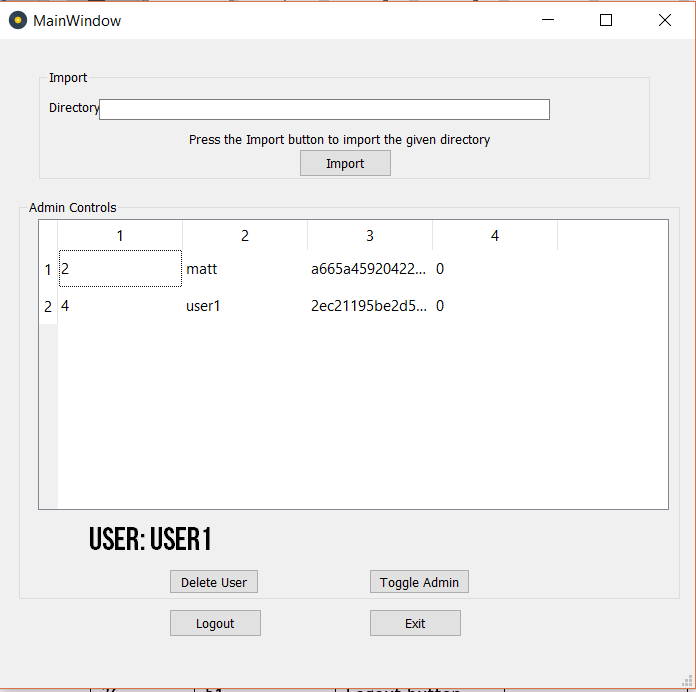 MainWindow
Import
Directory
Press the Import button to import the given directory
Import
Admin Controls
1 2 3 4
1 2 matt a665a45920422... 0
2 4 user1 2ec21195be2d5... 0
USER: USER1
Delete User Toggle Admin
Logout Exit
Logout button